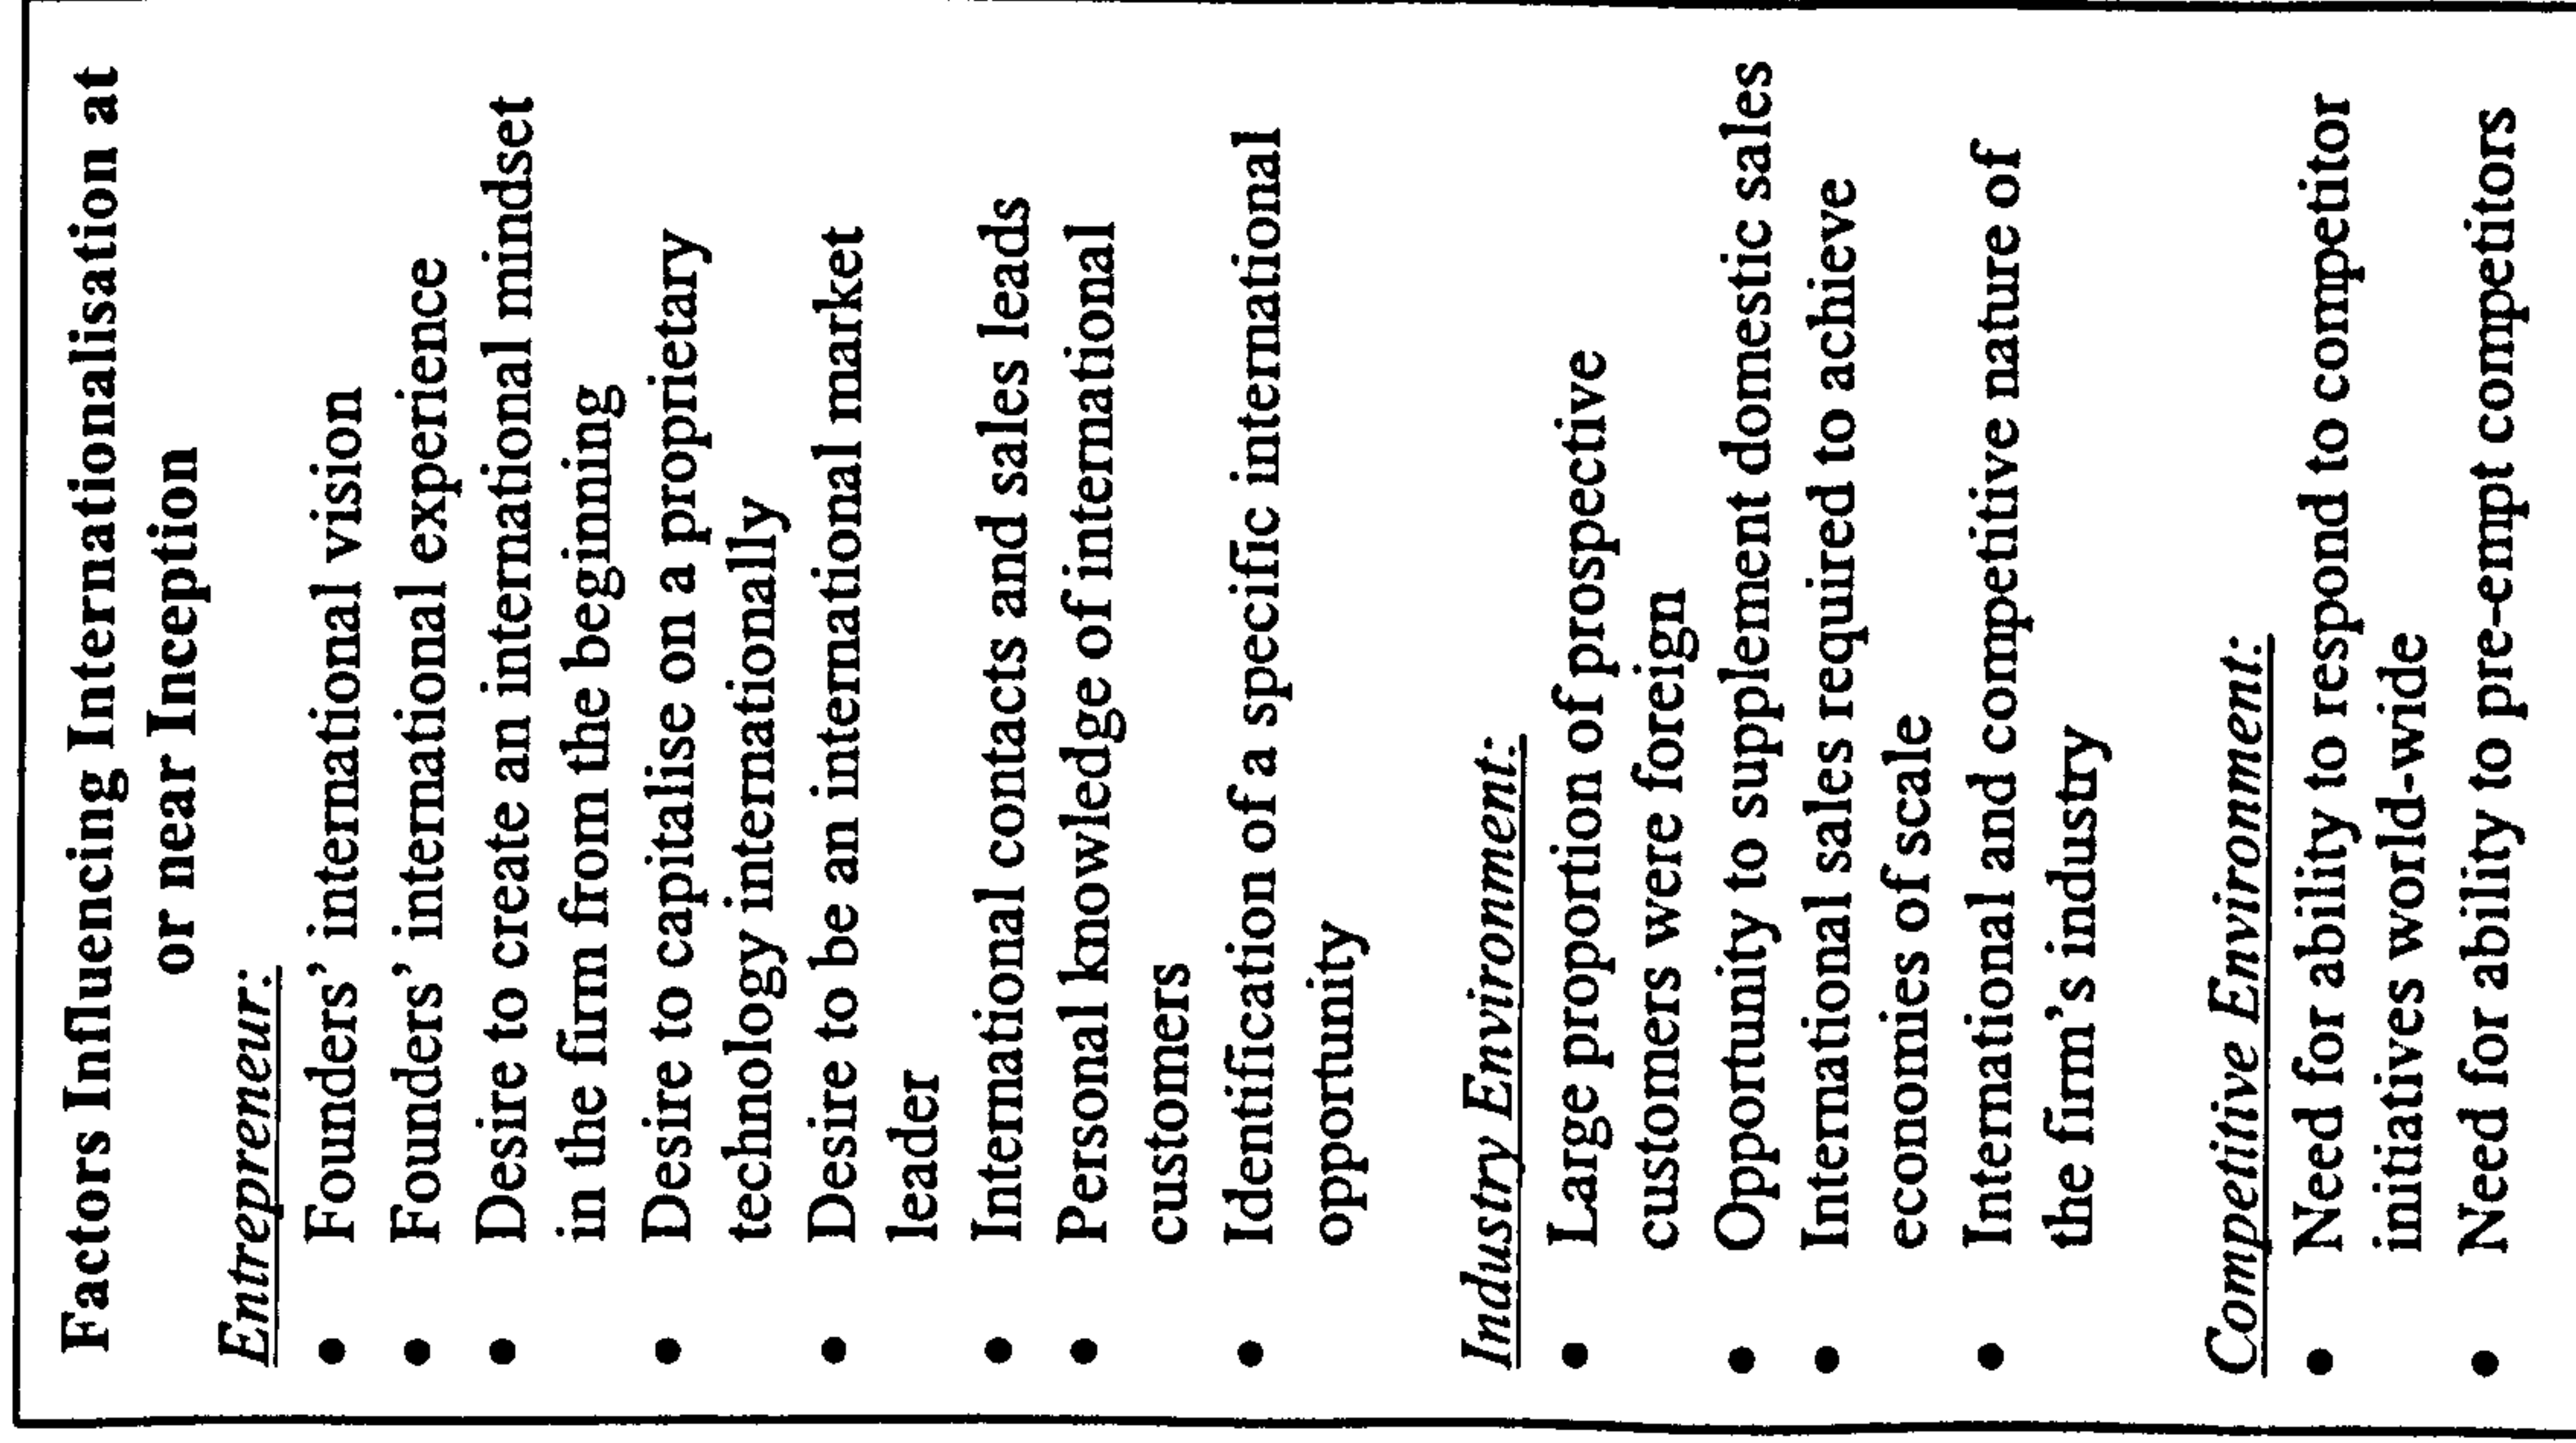 Factors Influencing Internationalisation at
or near Inception
Entrepreneur:
• Founders' international vision
• Founders' international experience
• Desire to create an international mindset
in the firm from the beginning
• Desire to capitalise on a proprietary
technology internationally
• Desire to be an international market
leader
• International contacts and sales leads
• Personal knowledge of international
customers
• Identification of a specific international
opportunity
Industry Environment:
• Large proportion of prospective
customers were foreign
• Opportunity to supplement domestic sales
• International sales required to achieve
economies of scale
• International and competitive nature of
the firm's industry
Competitive Environment:
• Need for ability to respond to competitor
initiatives world-wide
• Need for ability to pre-empt competitors